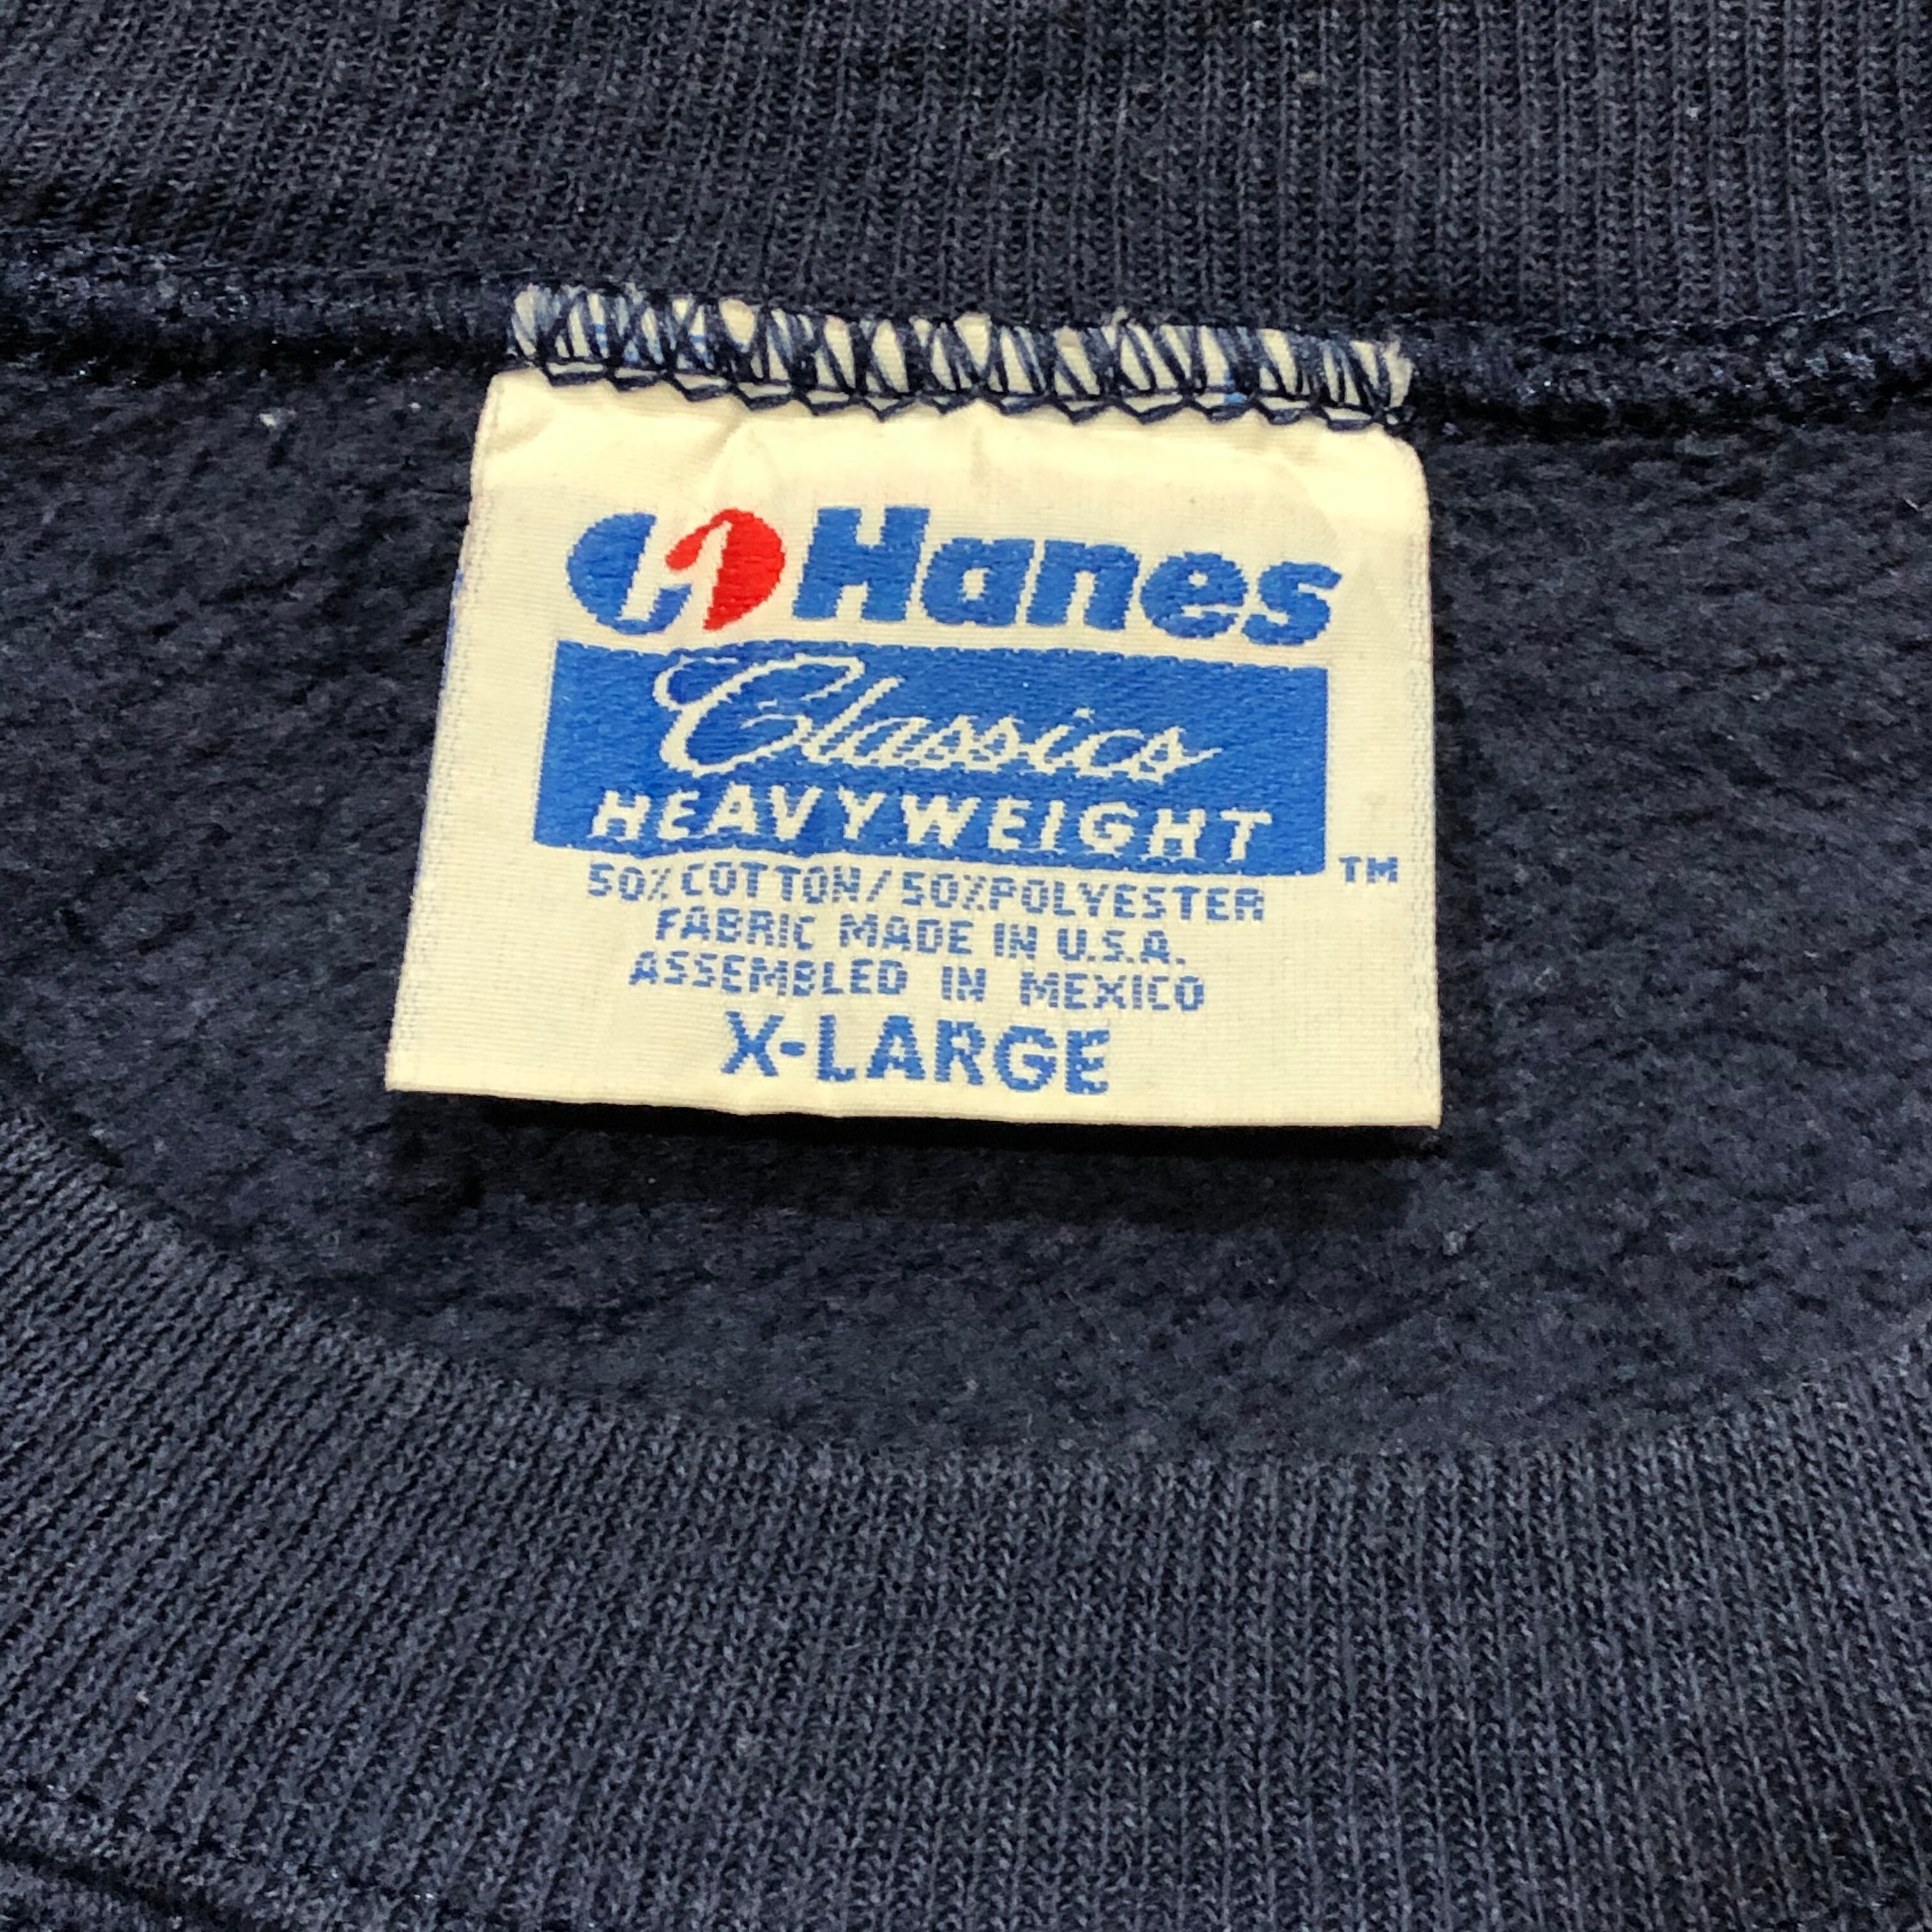 Hanes
Classics
HEAVYWEIGHT
TM
50% COTTON/50%POLYESTER
FABRIC MADE IN U.S.A.
ASSEMBLED IN MEXICO
X-LARGE